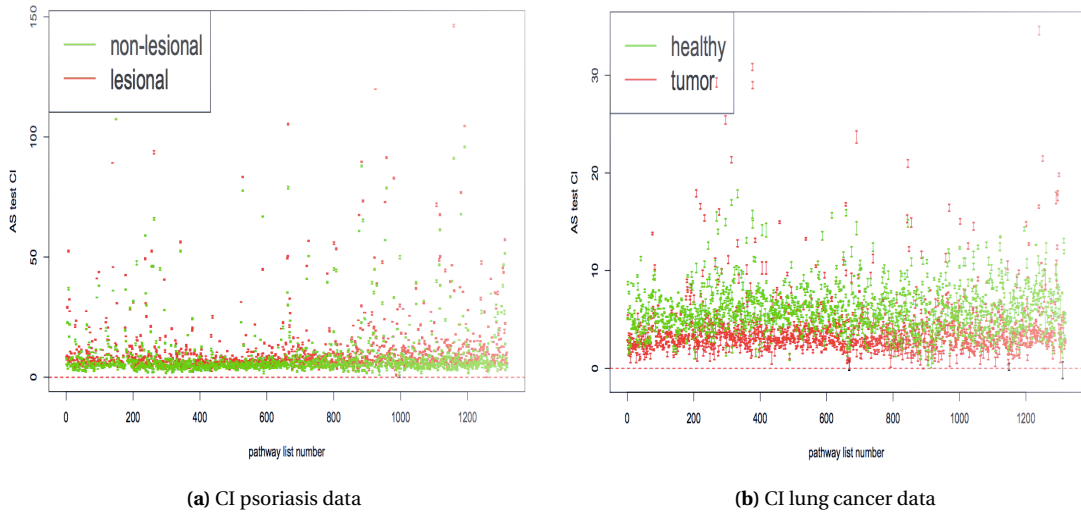 non-lesional
lesional
AS test CI
0
50
100
150
0 200 400 600 800 1000 1200
pathway list number
(a) CI psoriasis data
healthy
tumor
AS test CI
0
10
20
30
0 200 400 600 800 1000 1200
pathway list number
(b) CI lung cancer data